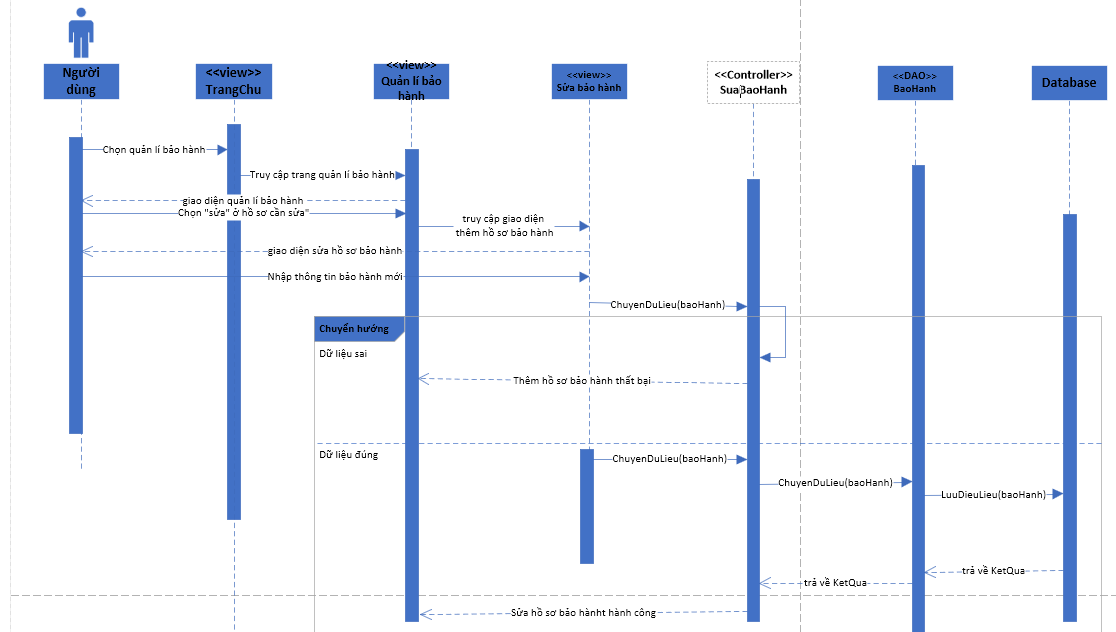 Người
dùng
<<view>>
TrangChu
<<view>>
Quản lí bảo
hành
<<view>>
Sửa bảo hành
<<Controller>>
SuaBaoHanh
<<DAO>>
BaoHanh
Database
Chọn quản lí bảo hành
Truy cập trang quản lí bảo hành
giao diện quản lí bảo hành
Chọn "sửa" ở hồ sơ cần sửa"
truy cập giao diện
thêm hồ sơ bảo hành
giao diện sửa hồ sơ bảo hành
Nhập thông tin bảo hành mới
ChuyenDuLieu(baoHanh)
Chuyển hướng
Dữ liệu sai
Thêm hồ sơ bảo hành thất bại
Dữ liệu đúng
ChuyenDuLieu(baoHanh)
ChuyenDuLieu(baoHanh)
LuuDieuLieu(baoHanh)
trả về KetQua
trả về KetQua
Sửa hồ sơ bảo hànht hành công